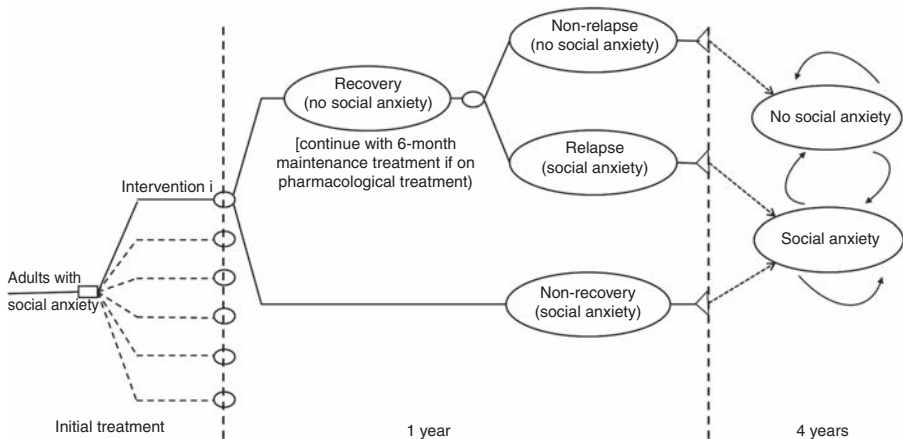 Non-relapse
(no social anxiety)
Recovery
(no social anxiety)
[continue with 6-month
maintenance treatment if on
pharmacological treatment)
No social anxiety
Relapse
(social anxiety)
Intervention i
Social anxiety
Adults with
social anxiety
Non-recovery
(social anxiety)
Initial treatment
1 year
4 years